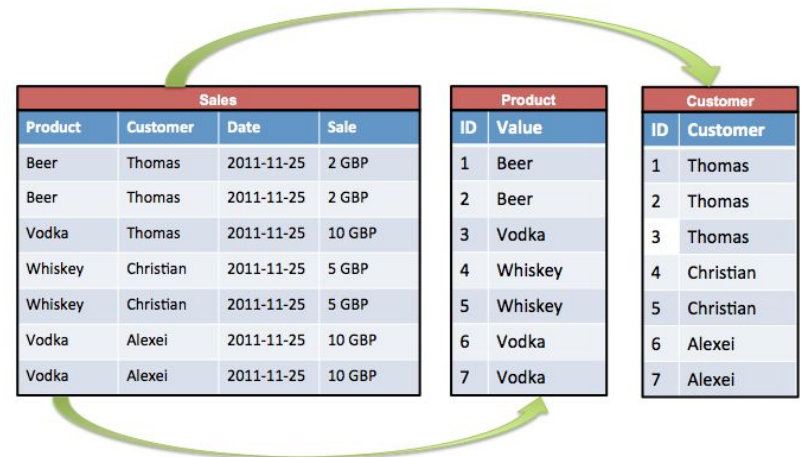 Sales
Product Customer Date Sale
Beer Thomas 2011-11-25 2 GBP
Beer Thomas 2011-11-25 2 GBP
Vodka Thomas 2011-11-25 10 GBP
Whiskey Christian 2011-11-25 5 GBP
Whiskey Christian 2011-11-25 5 GBP
Vodka Alexei 2011-11-25 10 GBP
Vodka Alexei 2011-11-25 10 GBP
Product
ID Value
1 Beer
2 Beer
3 Vodka
4 Whiskey
5 Whiskey
6 Vodka
7 Vodka
Customer
ID Customer
1 Thomas
2 Thomas
3 Thomas
4 Christian
5 Christian
6 Alexei
7 Alexei